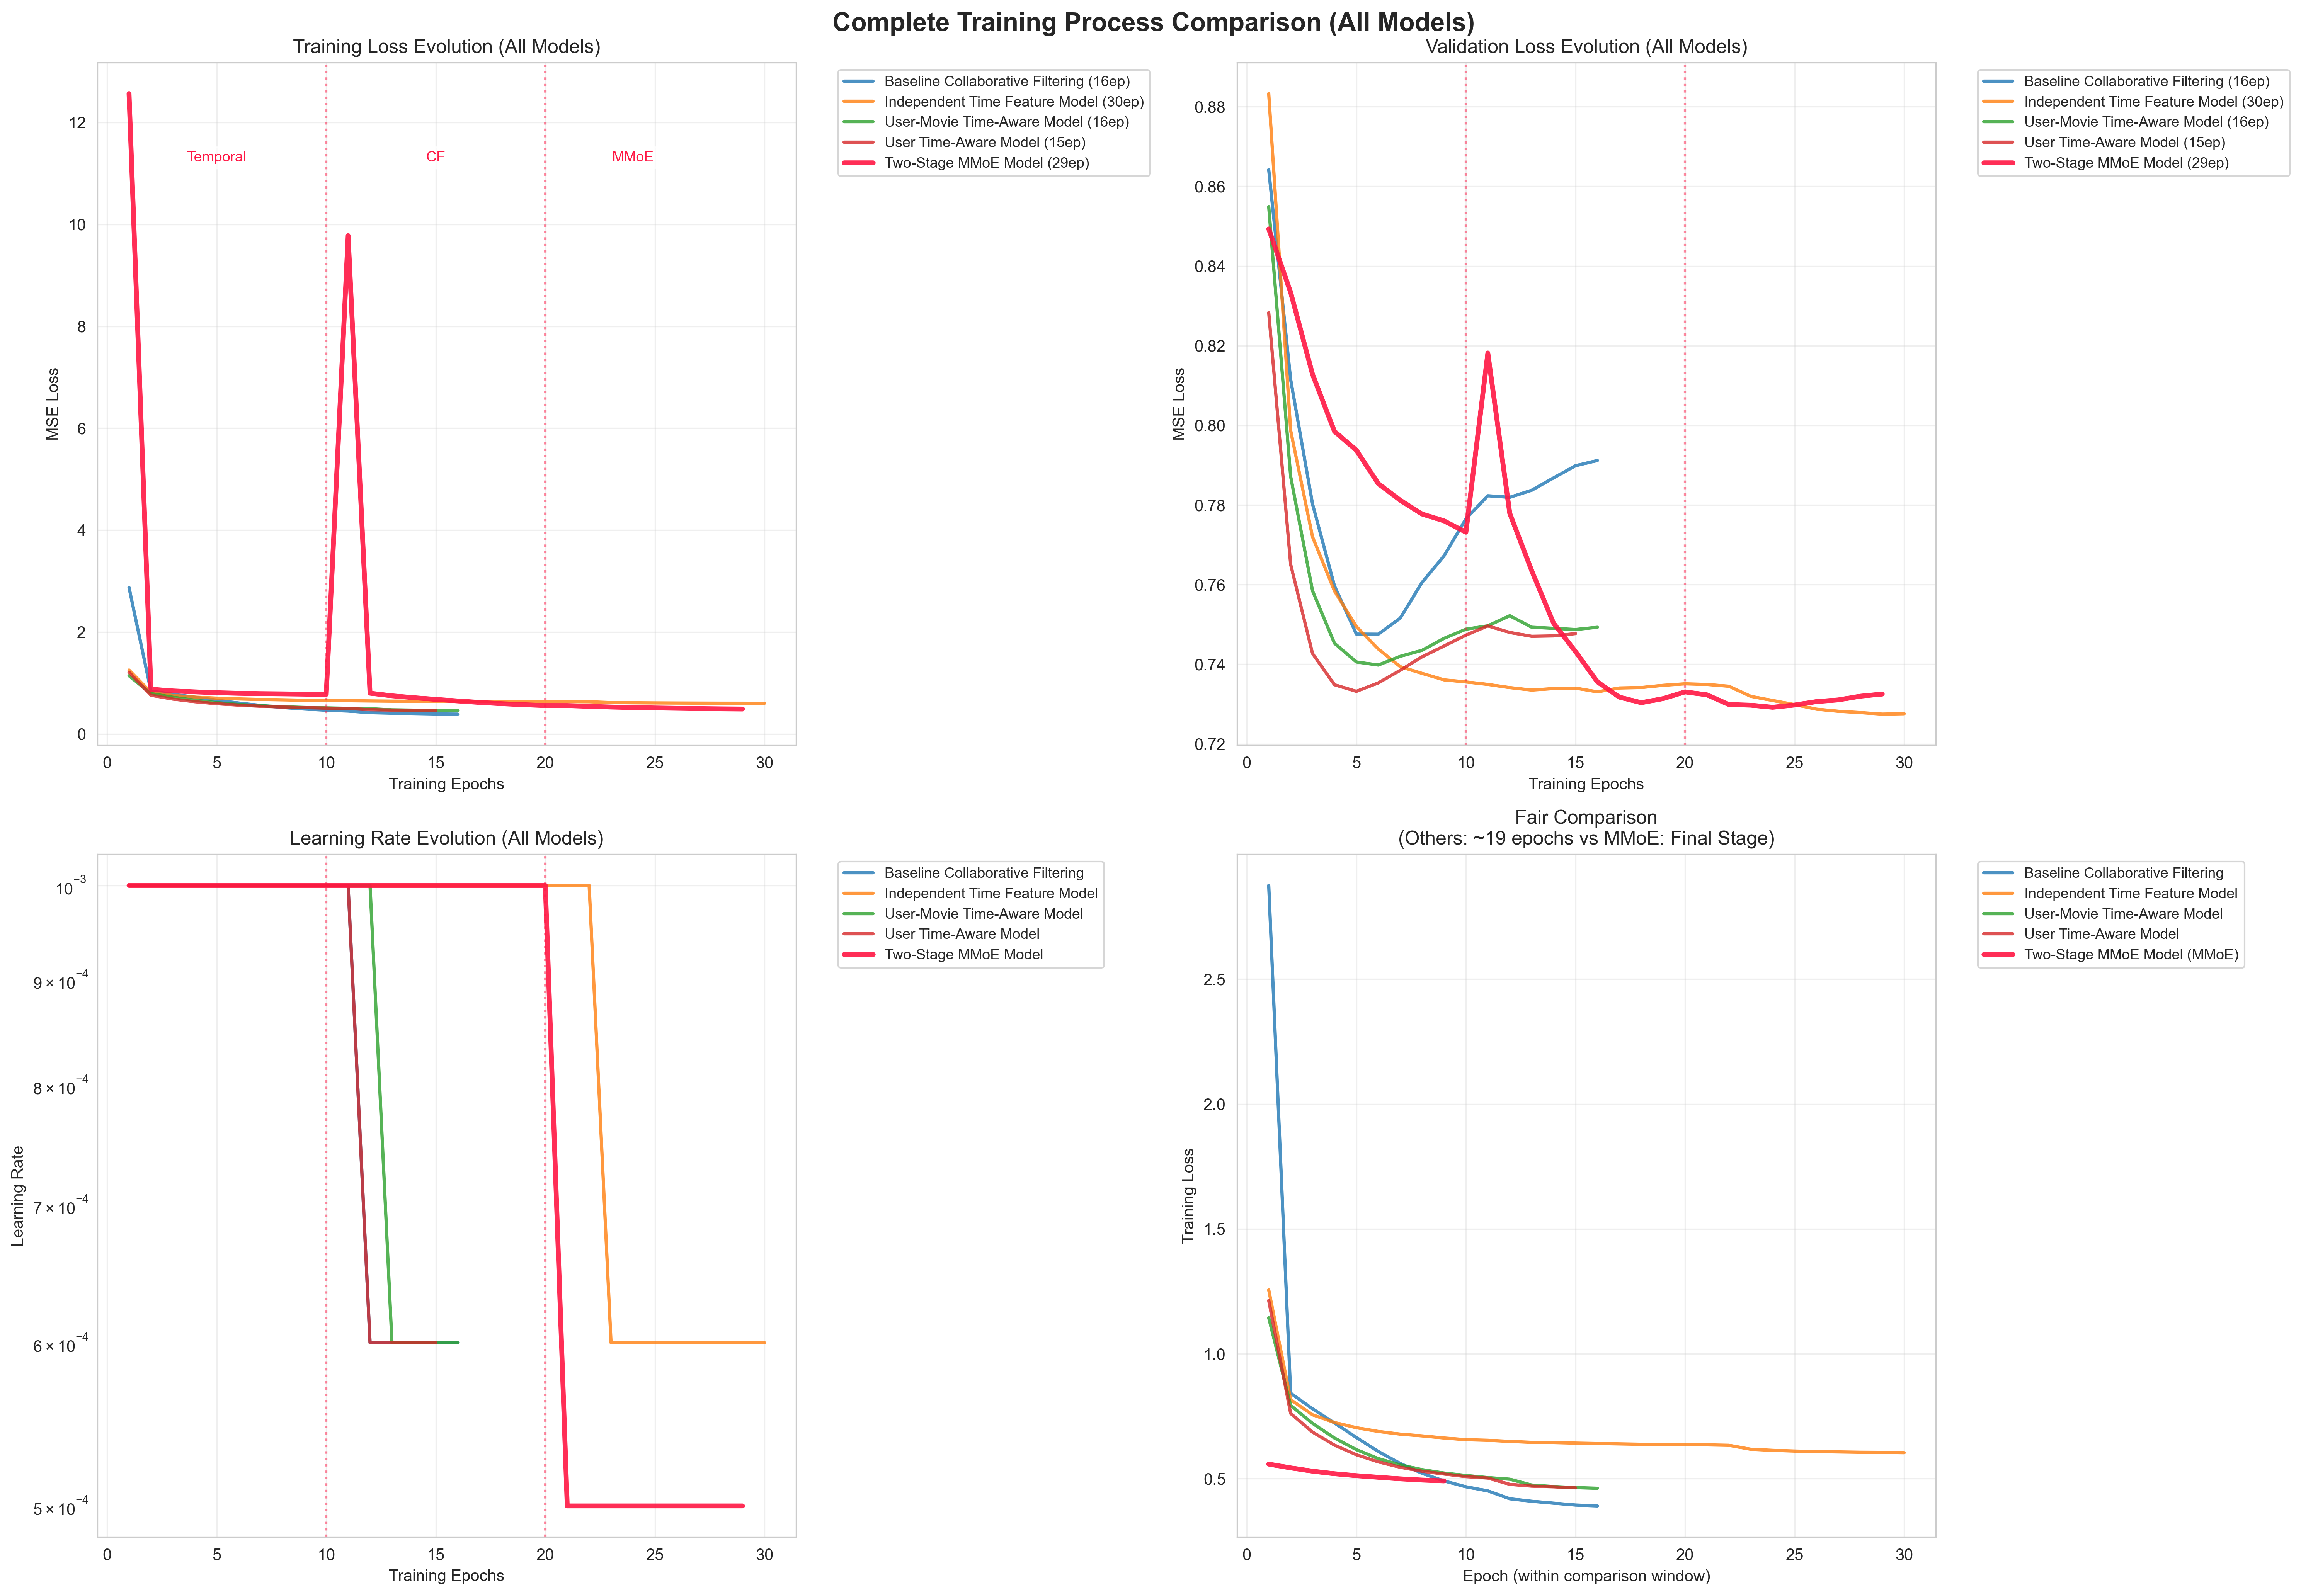 Complete Training Process Comparison (All Models)
Training Loss Evolution (All Models)
MSE Loss
12
10
8
6
4
2
0
Temporal
CF
MMoE
0
5
10
15
20
25
30
Training Epochs
Baseline Collaborative Filtering (16ep)
Independent Time Feature Model (30ep)
User-Movie Time-Aware Model (16ep)
User Time-Aware Model (15ep)
Two-Stage MMoE Model (29ep)
Validation Loss Evolution (All Models)
MSE Loss
0.88
0.86
0.84
0.82
0.80
0.78
0.76
0.74
0.72
0
5
10
15
20
25
30
Training Epochs
Baseline Collaborative Filtering (16ep)
Independent Time Feature Model (30ep)
User-Movie Time-Aware Model (16ep)
User Time-Aware Model (15ep)
Two-Stage MMoE Model (29ep)
Learning Rate Evolution (All Models)
Learning Rate
10⁻³
9 × 10⁻⁴
8 × 10⁻⁴
7 × 10⁻⁴
6 × 10⁻⁴
5 × 10⁻⁴
0
5
10
15
20
25
30
Training Epochs
Baseline Collaborative Filtering
Independent Time Feature Model
User-Movie Time-Aware Model
User Time-Aware Model
Two-Stage MMoE Model
Fair Comparison
(Others: ~19 epochs vs MMoE: Final Stage)
Training Loss
2.5
2.0
1.5
1.0
0.5
0
5
10
15
20
25
30
Epoch (within comparison window)
Baseline Collaborative Filtering
Independent Time Feature Model
User-Movie Time-Aware Model
User Time-Aware Model
Two-Stage MMoE Model (MMoE)